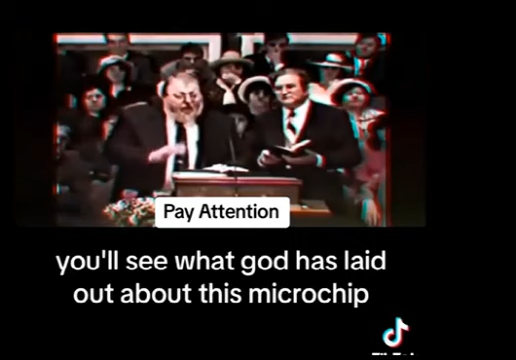 Pay Attention
you'll see what god has laid
out about this microchip